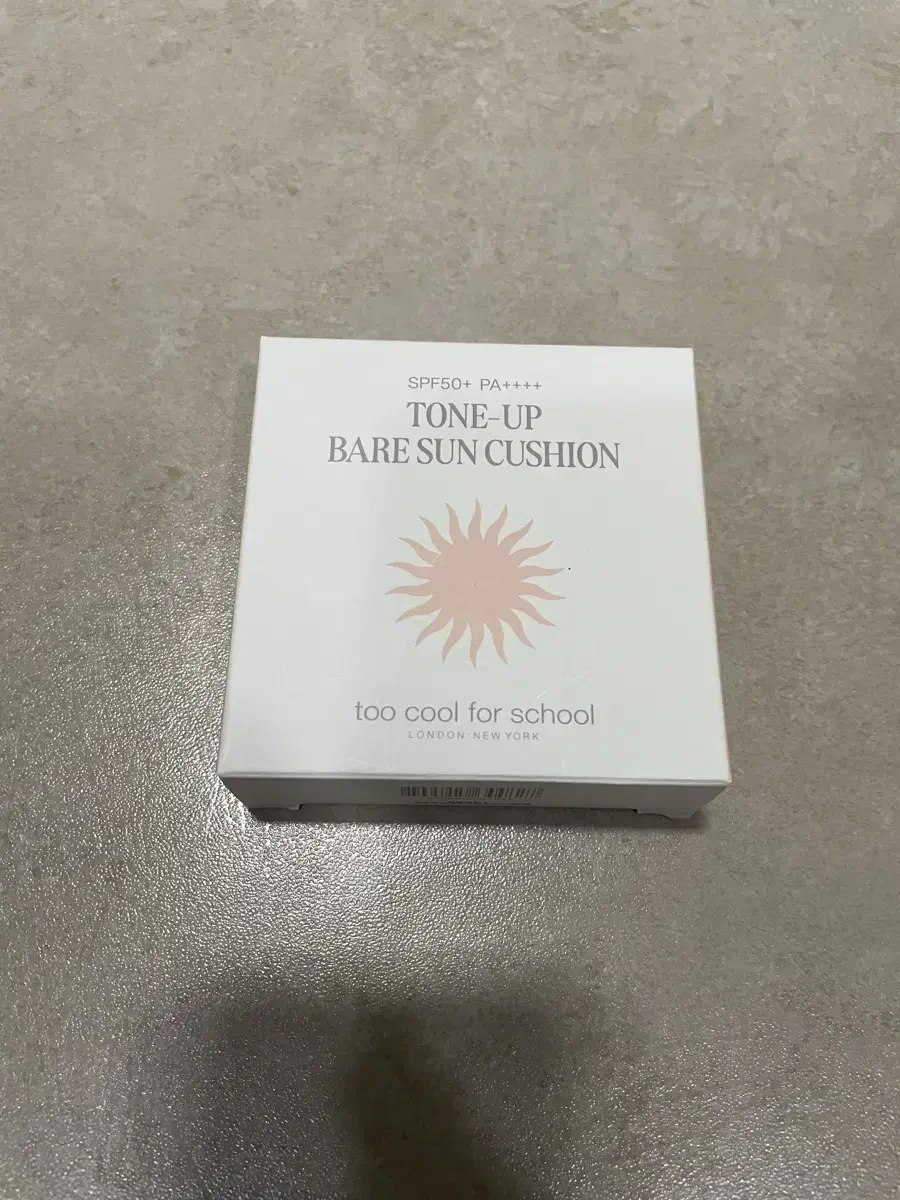 SPF50+ PA++++
TONE-UP
BARE SUN CUSHION
too cool for school
LONDON NEW YORK